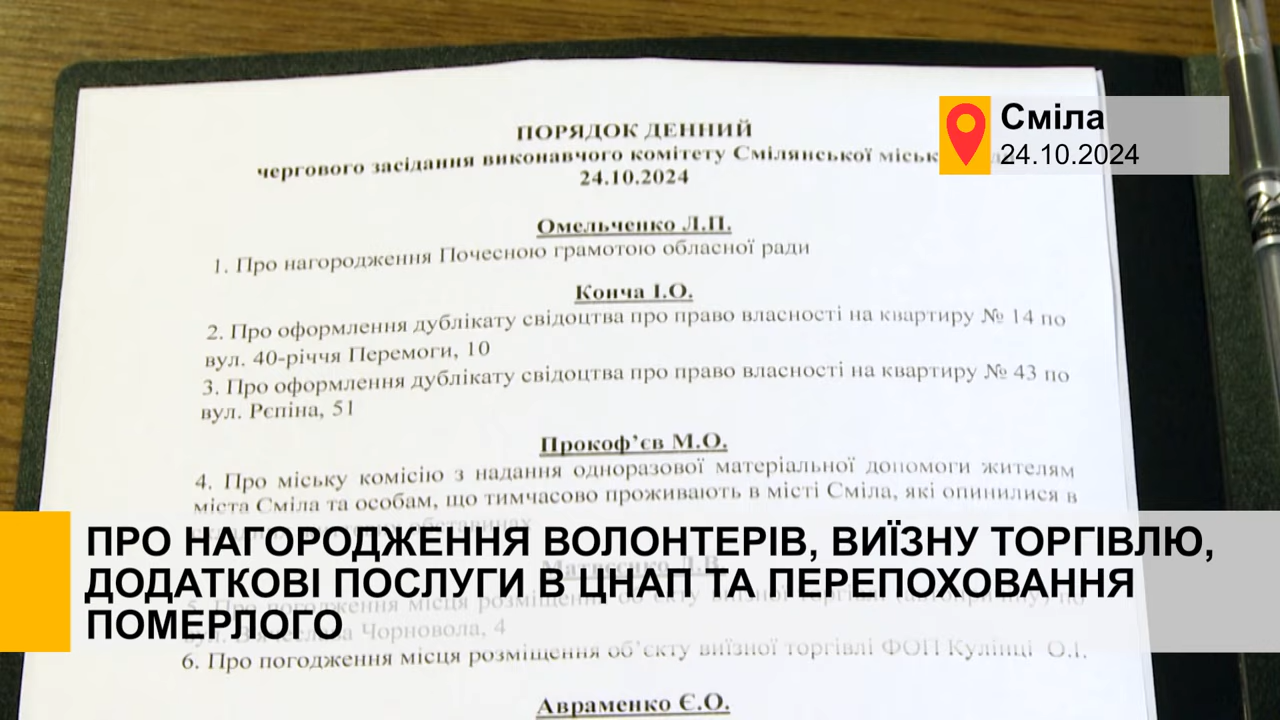 Сміла
24.10.2024
ПОРЯДОК ДЕННИЙ
чергового засідання виконавчого комітету Смілянської
24.10.2024
Омельченко Л.П.
1. Про нагородження Почесною грамотою обласної ради
Конча І.О.
2. Про оформлення дублікату свідоцтва про право власності на квартиру № 14 по
вул. 40-річчя Перемоги, 10
3. Про оформлення дублікату свідоцтва про право власності на квартиру № 43 по
вул. Рєпіна, 51
Прокоф’єв М.О.
4. Про міську комісію з надання одноразової матеріальної допомоги жителям
міста Сміла та особам, що тимчасово проживають в місті Сміла, які опинилися в
ПРО НАГОРОДЖЕННЯ ВОЛОНТЕРІВ, ВИЇЗНУ ТОРГІВЛЮ,
ДОДАТКОВІ ПОСЛУГИ В ЦНАП ТА ПЕРЕПОХОВАННЯ
ПОМЕРЛОГО
5. Про погодження місця
Чорновола, 4
6. Про погодження місця розміщення об’єкту виїзної торгівлі ФОП О.І.
Авраменко Є.О.